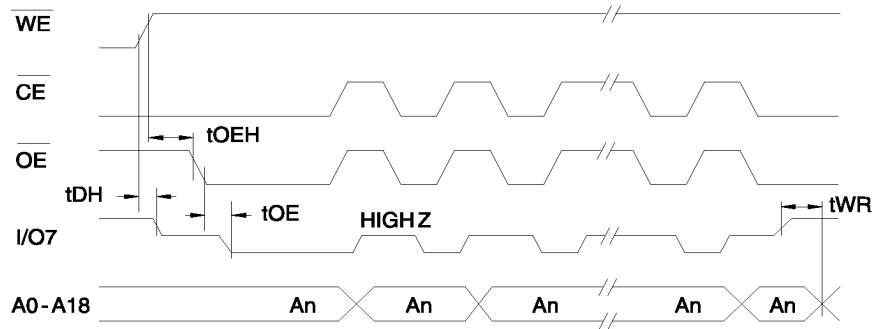 WE
CE
tOEH
OE
tDH
tOE
tWR
HIGH Z
I/O7
A0 - A18 An An An An An